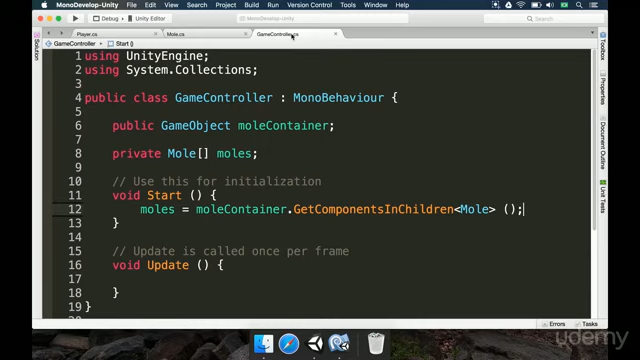 MonoDevelop-Unity File Edit View Search Project Build Run Version Control Tools Window Help
Debug › Unity Editor
MonoDevelop-Unity
Player.cs × Mole.cs × GameController.cs ×
GameController › Start ()
Solution
Toolbox
Properties
Document Outline
Unit Tests
1 using UnityEngine;
2 using System.Collections;
3
4 public class GameController : MonoBehaviour {
5
6 public GameObject moleContainer;
7
8 private Mole[] moles;
9
10 // Use this for initialization
11 void Start () {
12 moles = moleContainer.GetComponentsInChildren<Mole> ();
13 }
14
15 // Update is called once per frame
16 void Update () {
17
18 }
19 }
20
Errors Tasks
udemy